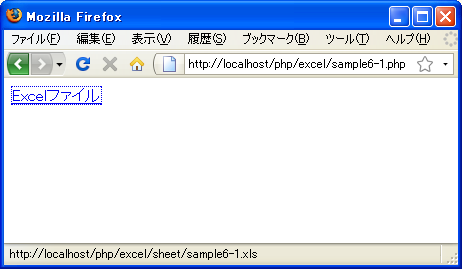 Mozilla Firefox
ファイル(F) 編集(E) 表示(V) 履歴(S) ブックマーク(B) ツール(T) ヘルプ(H)
http://localhost/php/excel/sample6-1.php
Excelファイル
http://localhost/php/excel/sheet/sample6-1.xls